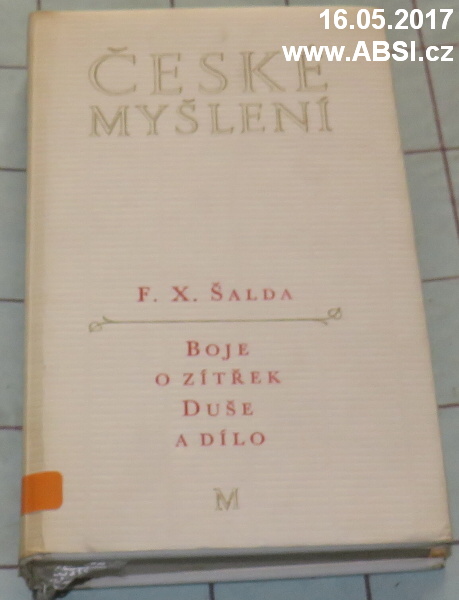 16.05.2017
www.ABSI.cz
ČESKÉ
MYŠLENÍ
F. X. ŠALDA
BOJE
O ZÍTŘEK
DUŠE
A DÍLO
M